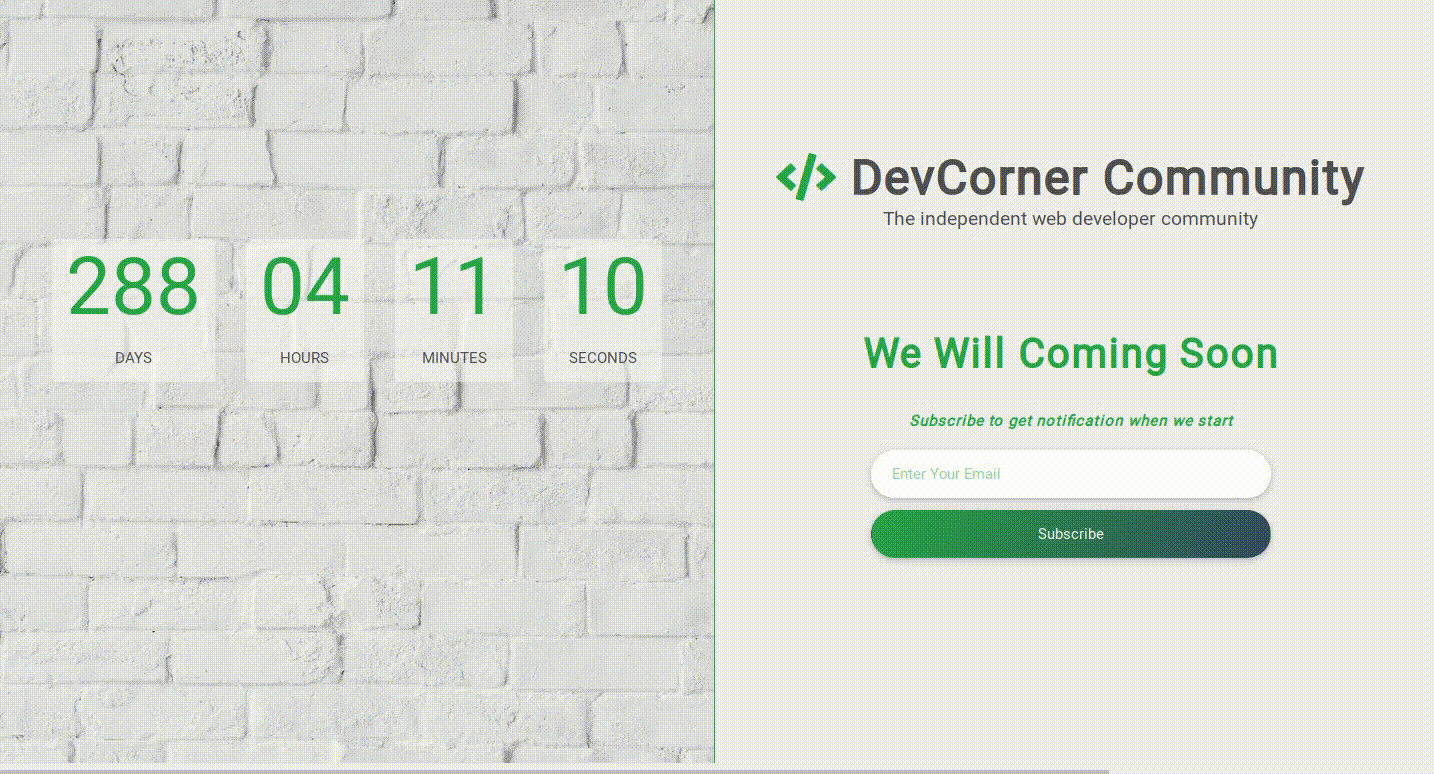 288 04 11 10
DAYS HOURS MINUTES SECONDS
</> DevCorner Community
The independent web developer community
We Will Coming Soon
Subscribe to get notification when we start
Enter Your Email
Subscribe